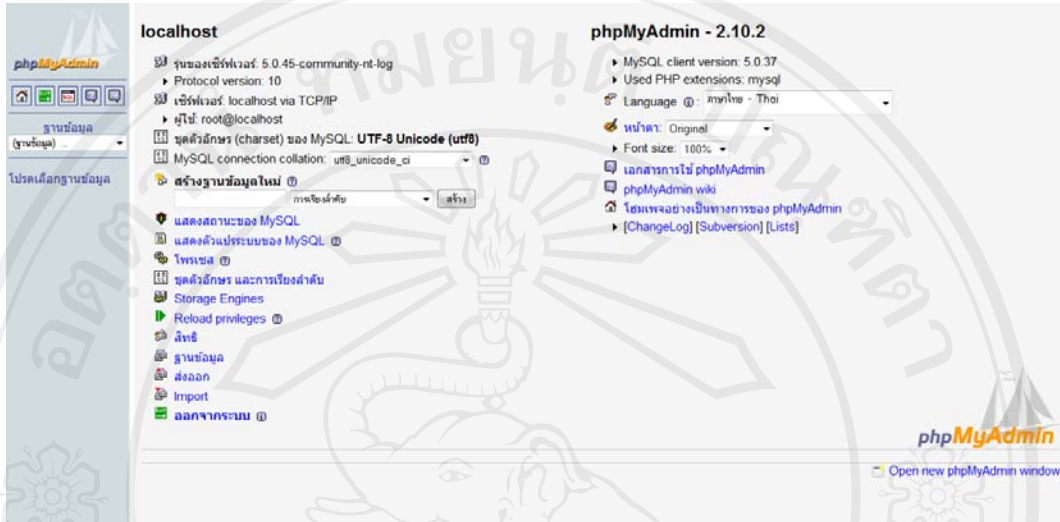 phpMyAdmin
ฐานข้อมูล
(ฐานข้อมูล) ...
โปรดเลือกฐานข้อมูล
localhost
รุ่นของเซิร์ฟเวอร์: 5.0.45-community-nt-log
Protocol version: 10
เซิร์ฟเวอร์: localhost via TCP/IP
ผู้ใช้: root@localhost
ชุดตัวอักษร (charset) ของ MySQL: UTF-8 Unicode (utf8)
MySQL connection collation: utf8_unicode_ci
สร้างฐานข้อมูลใหม่
การเรียงลำดับ สร้าง
แสดงสถานะของ MySQL
แสดงตัวแปรระบบของ MySQL
โพรเซส
ชุดตัวอักษร และการเรียงลำดับ
Storage Engines
Reload privileges
สิทธิ
ฐานข้อมูล
ส่งออก
Import
ออกจากระบบ
phpMyAdmin - 2.10.2
MySQL client version: 5.0.37
Used PHP extensions: mysql
Language: ภาษาไทย - Thai
หน้าตา: Original
Font size: 100%
เอกสารการใช้ phpMyAdmin
phpMyAdmin wiki
โฮมเพจอย่างเป็นทางการของ phpMyAdmin
[ChangeLog] [Subversion] [Lists]
phpMyAdmin
Open new phpMyAdmin window